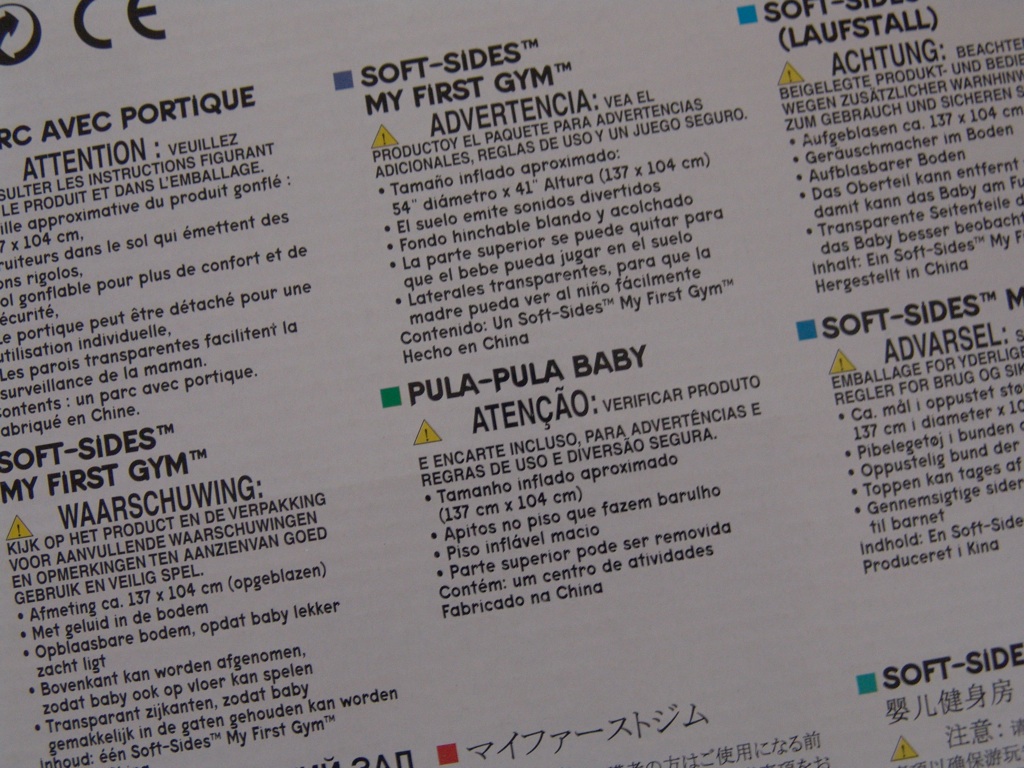 CE
RC AVEC PORTIQUE
ATTENTION : VEUILLEZ
SULTER LES INSTRUCTIONS FIGURANT
LE PRODUIT ET DANS L'EMBALLAGE.
ille approximative du produit gonflé :
7 x 104 cm,
ruiteurs dans le sol qui émettent des
ons rigolos,
ol gonflable pour plus de confort et de
écurité,
e portique peut être détaché pour une
utilisation individuelle,
Les parois transparentes facilitent la
surveillance de la maman.
ontents : un parc avec portique.
abriqué en Chine.
SOFT-SIDES™
MY FIRST GYM™
WAARSCHUWING:
KIJK OP HET PRODUCT EN DE VERPAKKING
VOOR AANVULLENDE WAARSCHUWINGEN
EN OPMERKINGEN TEN AANZIENVAN GOED
GEBRUIK EN VEILIG SPEL.
• Afmeting ca. 137 x 104 cm (opgeblazen)
• Met geluid in de bodem
• Opblaasbare bodem, opdat baby lekker
zacht ligt
• Bovenkant kan worden afgenomen,
zodat baby ook op vloer kan spelen
• Transparant zijkanten, zodat baby
gemakkelijk in de gaten gehouden kan worden
Inhoud: één Soft-Sides™ My First Gym™
SOFT-SIDES™
MY FIRST GYM™
ADVERTENCIA: VEA EL
PRODUCTOY EL PAQUETE PARA ADVERTENCIAS
ADICIONALES, REGLAS DE USO Y UN JUEGO SEGURO.
• Tamaño inflado aproximado:
54" diámetro x 41" Altura (137 x 104 cm)
• El suelo emite sonidos divertidos
• Fondo hinchable blando y acolchado
• La parte superior se puede quitar para
que el bebe pueda jugar en el suelo
• Laterales transparentes, para que la
madre pueda ver al niño fácilmente
Contenido: Un Soft-Sides™ My First Gym™
Hecho en China
PULA-PULA BABY
ATENÇÃO: VERIFICAR PRODUTO
E ENCARTE INCLUSO, PARA ADVERTÊNCIAS E
REGRAS DE USO E DIVERSÃO SEGURA.
• Tamanho inflado aproximado
(137 cm x 104 cm)
• Apitos no piso que fazem barulho
• Piso inflável macio
• Parte superior pode ser removida
Contém: um centro de atividades
Fabricado na China
マイファーストジム
の方はご使用になる前
SOFT-SIDES
(LAUFSTALL)
ACHTUNG: BEACHTE
BEIGELEGTE PRODUKT- UND BEDIE
WEGEN ZUSÄTZLICHER WARNHINW
ZUM GEBRAUCH UND SICHEREN S
• Aufgeblasen ca. 137 x 104 cm
• Geräuschmacher im Boden
• Aufblasbarer Boden
• Das Oberteil kann entfernt
damit kann das Baby am Fu
• Transparente Seitenteile d
das Baby besser beobacht
Inhalt: Ein Soft-Sides™ My Fi
Hergestellt in China
SOFT-SIDES™ M
ADVARSEL: S
EMBALLAGE FOR YDERLIGE
REGLER FOR BRUG OG SIK
• Ca. mål i oppustet stø
137 cm i diameter x 10
• Pibelegetøj i bunden
• Oppustelig bund der
• Toppen kan tages af
• Gennemsigtige sider
til barnet
Indhold: En Soft-Side
Produceret i Kina
SOFT-SIDE
婴儿健身房
注意: 请